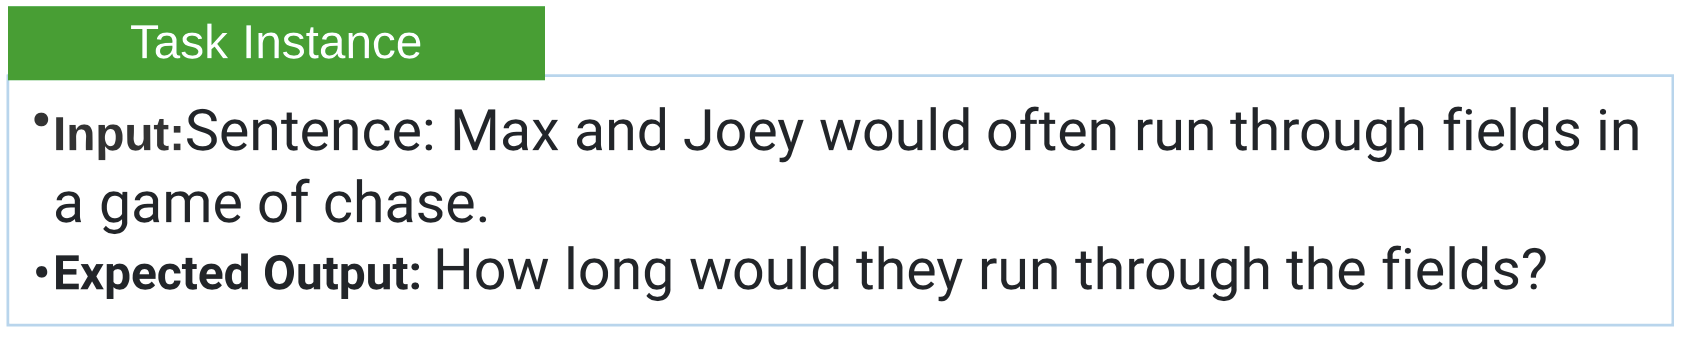 Task Instance
•Input:Sentence: Max and Joey would often run through fields in
a game of chase.
•Expected Output: How long would they run through the fields?